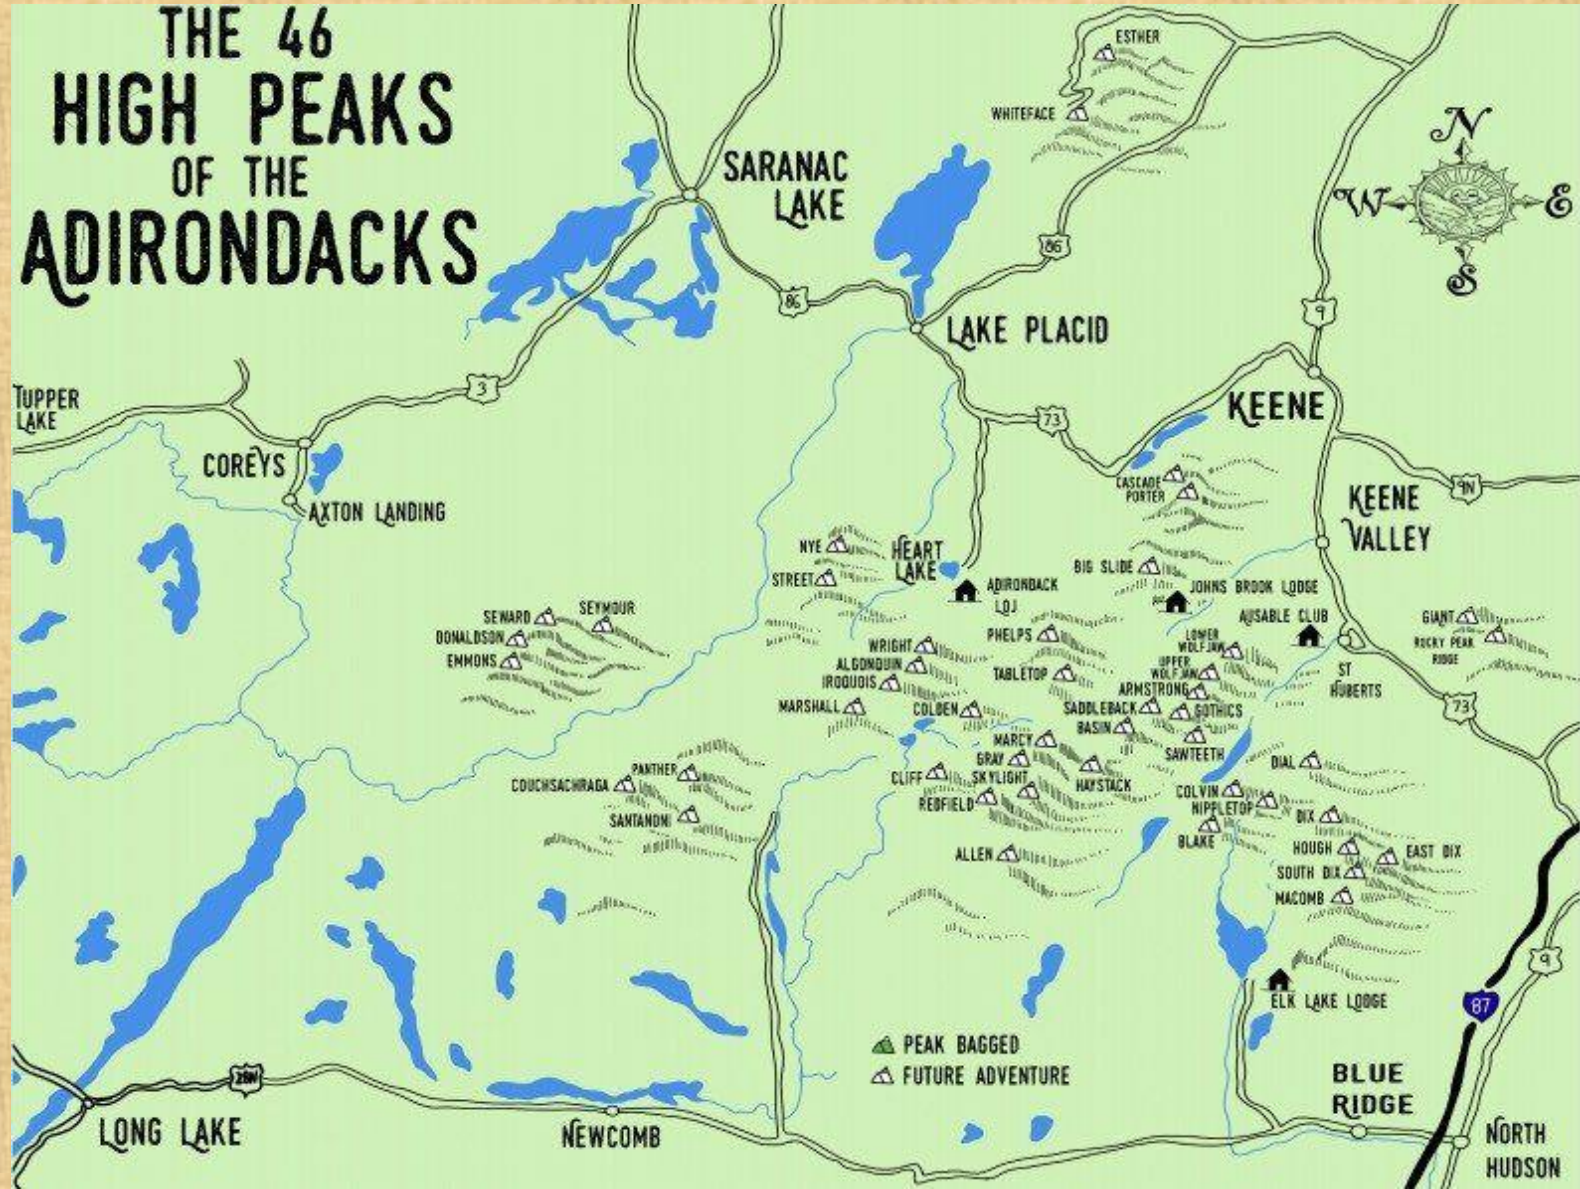 THE 46
HIGH PEAKS
OF THE
ADIRONDACKS
ESTHER
WHITEFACE
N
W
E
S
SARANAC
LAKE
86
86
9
LAKE PLACID
TUPPER
LAKE
3
KEENE
73
COREYS
AXTON LANDING
CASCADE
PORTER
9N
KEENE
VALLEY
NYE
HEART
LAKE
STREET
BIG SLIDE
ADIRONDACK
LOJ
JOHNS BROOK LODGE
AUSABLE CLUB
SEWARD
SEYMOUR
DONALDSON
EMMONS
GIANT
ROCKY PEAK
RIDGE
WRIGHT
PHELPS
LOWER
WOLFJAW
ALGONQUIN
UPPER
WOLFJAW
IROQUOIS
TABLETOP
ST
HUBERTS
ARMSTRONG
MARSHALL
COLDEN
SADDLEBACK
GOTHICS
73
BASIN
MARCY
SAWTEETH
GRAY
DIAL
PANTHER
CLIFF
SKYLIGHT
HAYSTACK
COUCHSACHRAGA
COLVIN
REDFIELD
NIPPLETOP
SANTANONI
DIX
BLAKE
ALLEN
HOUGH
EAST DIX
SOUTH DIX
MACOMB
9
ELK LAKE LODGE
87
PEAK BAGGED
FUTURE ADVENTURE
28N
BLUE
RIDGE
LONG LAKE
NEWCOMB
NORTH
HUDSON